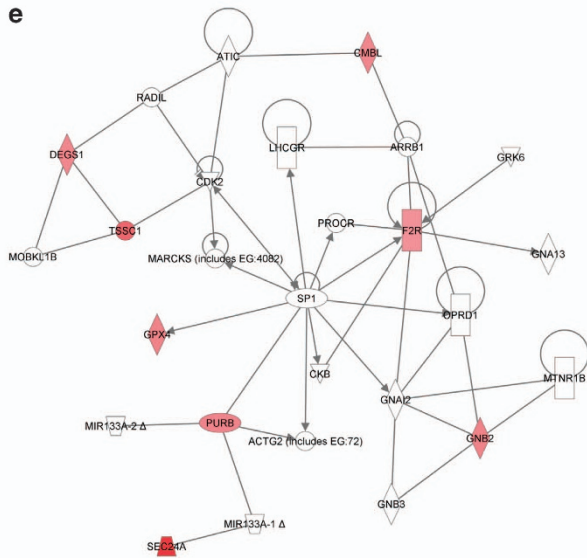 e
ATIC
CMBL
RADIL
LHCGR
ARRB1
DEGS1
GRK6
CDK2
TSSC1
PROCR
F2R
MOBKL1B
MARCKS (includes EG:4082)
GNA13
SP1
OPRD1
GPX4
CKB
MTNR1B
GNAI2
MIR133A-2 Δ
PURB
ACTG2 (includes EG:72)
GNB2
GNB3
MIR133A-1 Δ
SEC24A